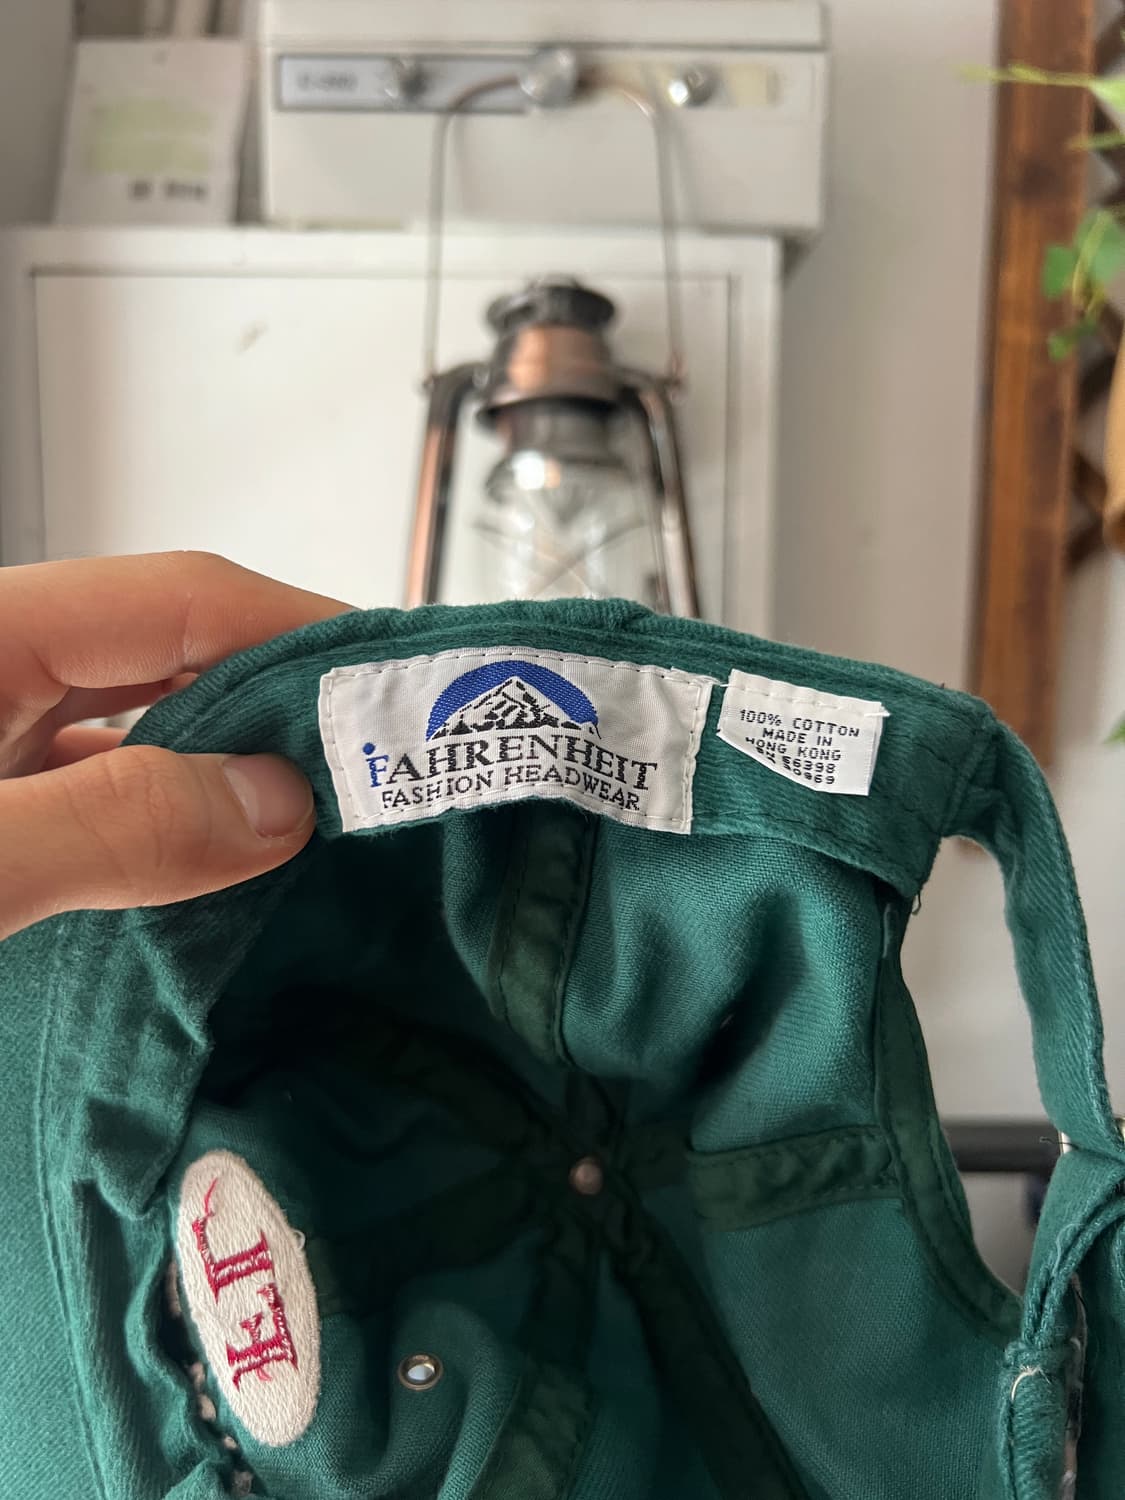 FAHRENHEIT
FASHION HEADWEAR
100% COTTON
MADE IN
HONG KONG